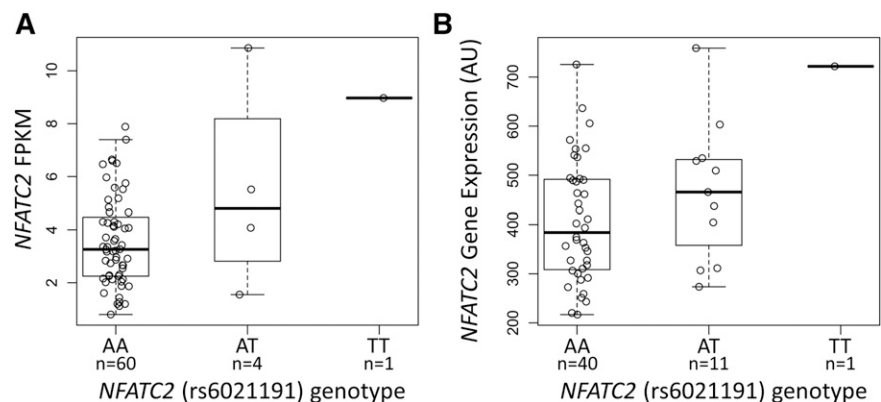 A
NFATC2 FPKM
10
8
6
4
2
AA
AT
TT
n=60
n=4
n=1
NFATC2 (rs6021191) genotype
B
NFATC2 Gene Expression (AU)
700
600
500
400
300
200
AA
AT
TT
n=40
n=11
n=1
NFATC2 (rs6021191) genotype